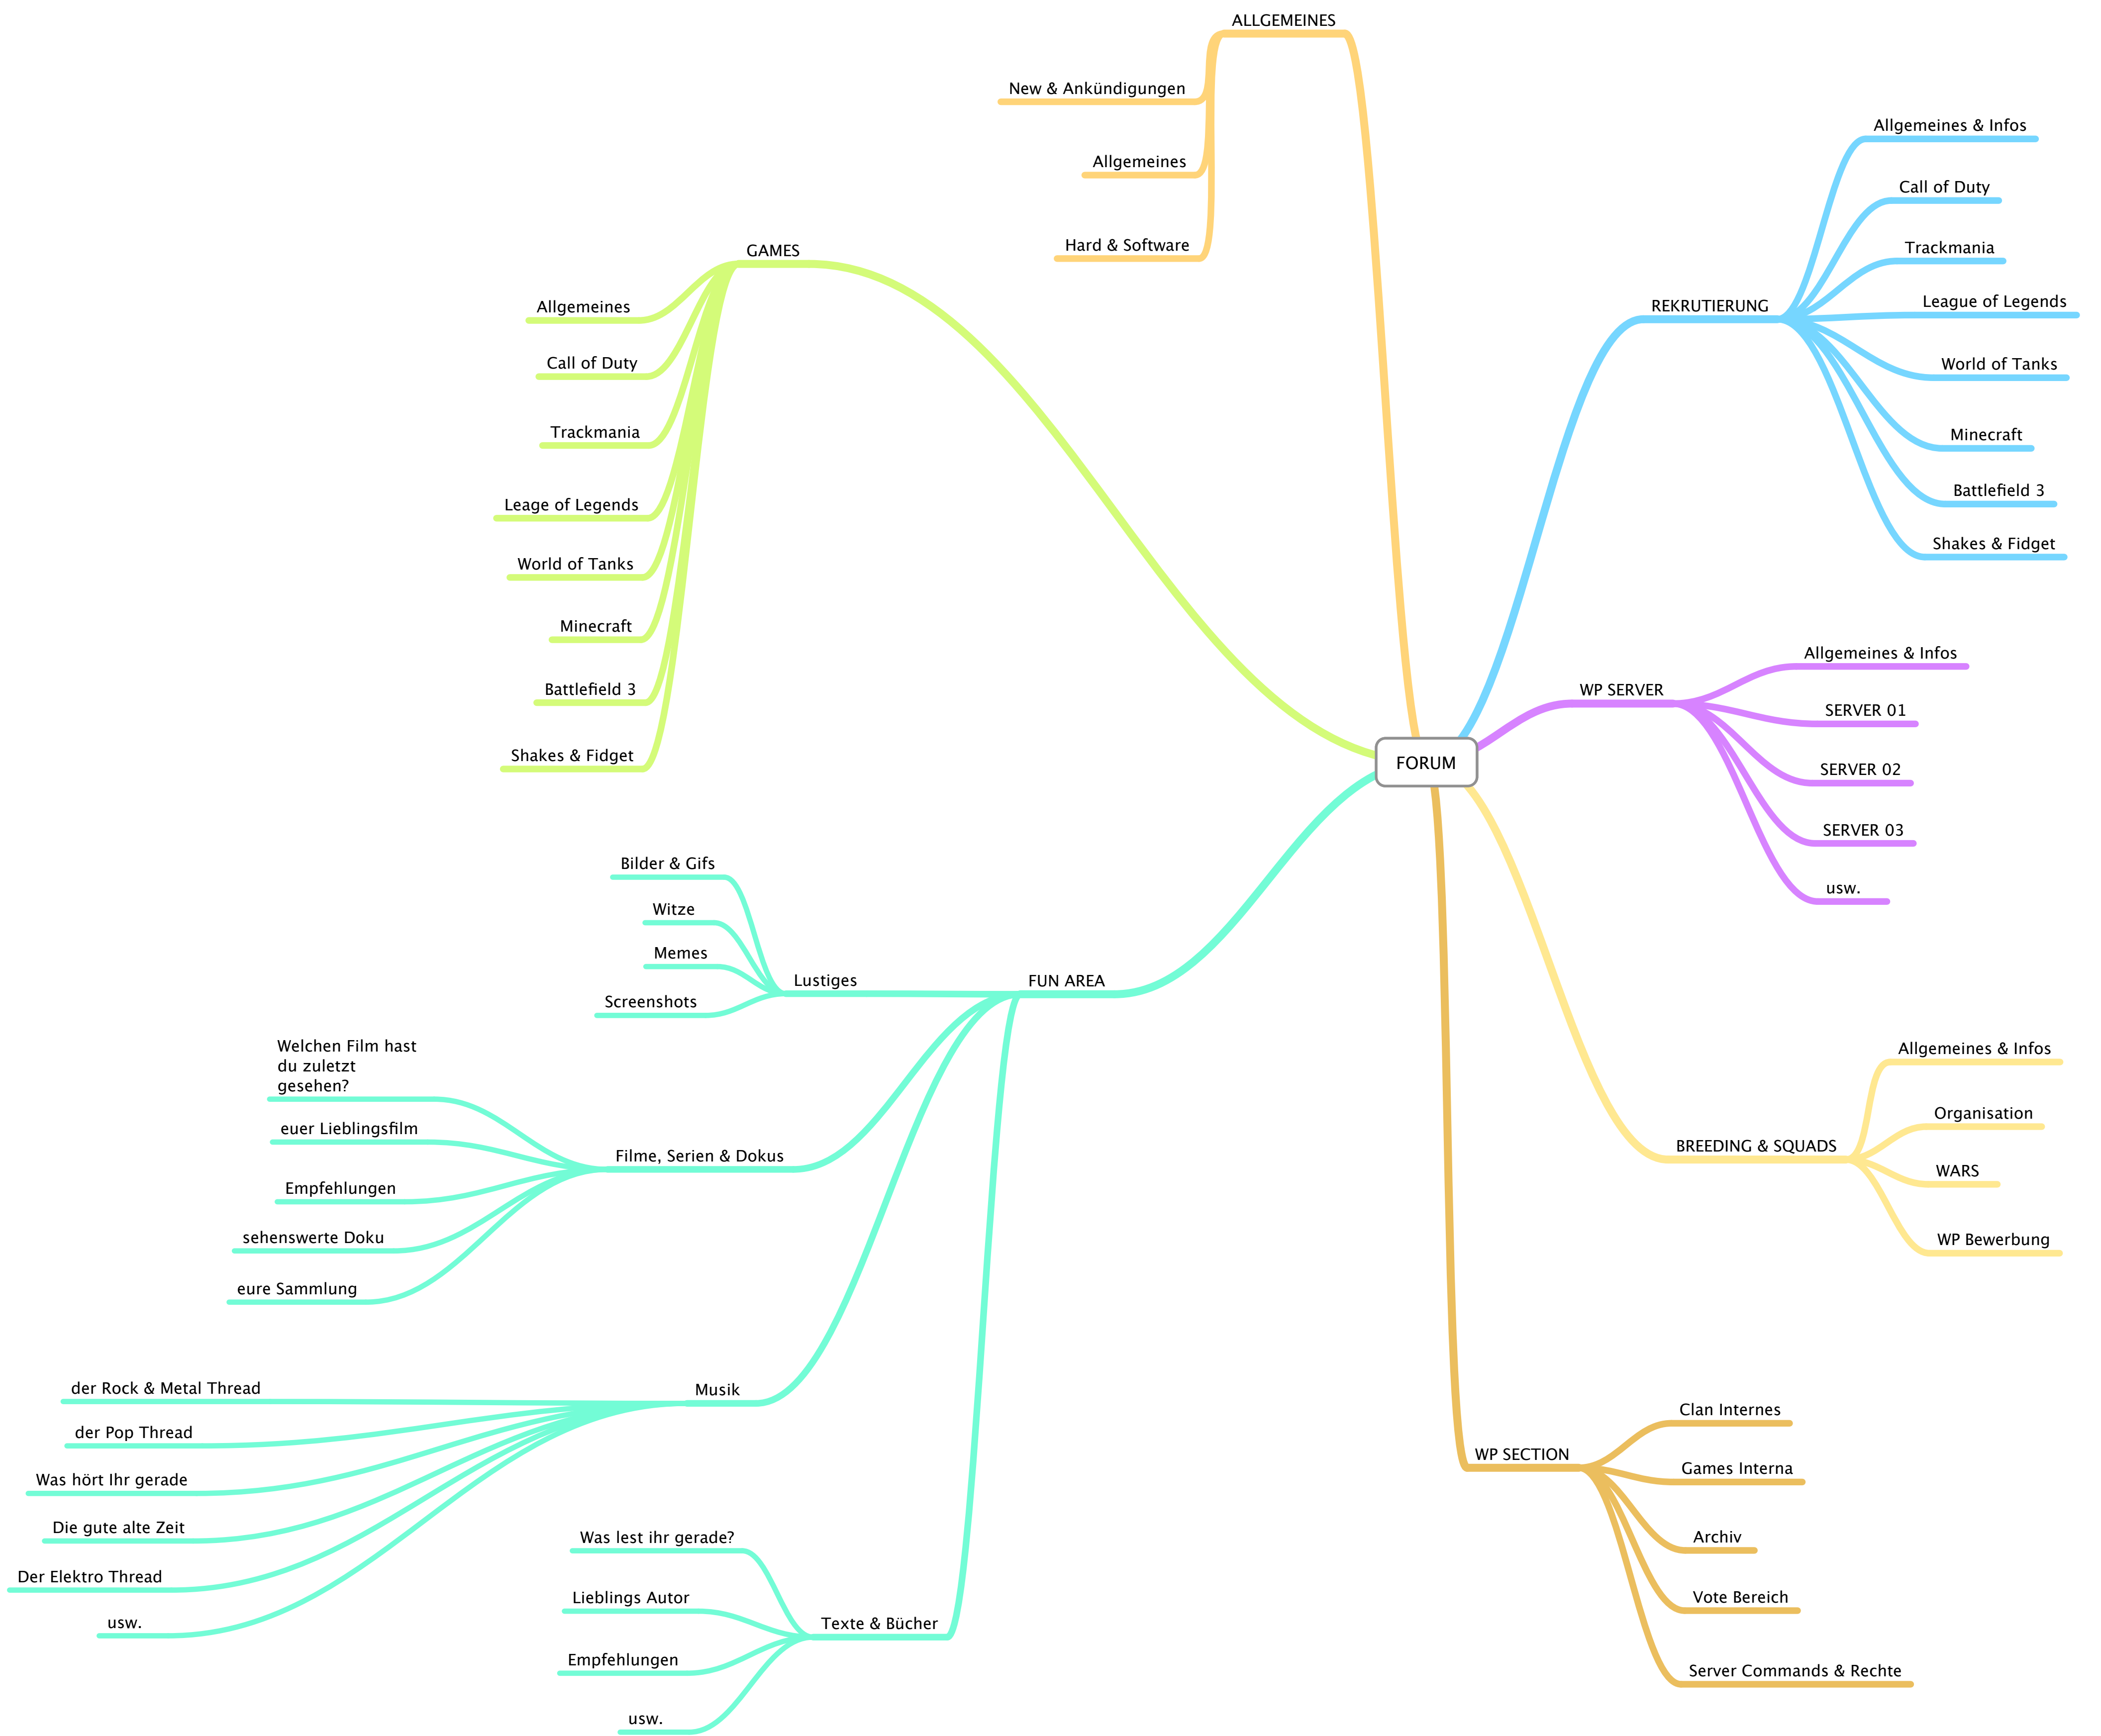 FORUM
ALLGEMEINES
New & Ankündigungen
Allgemeines
Hard & Software
GAMES
Allgemeines
Call of Duty
Trackmania
Leage of Legends
World of Tanks
Minecraft
Battlefield 3
Shakes & Fidget
REKRUTIERUNG
Allgemeines & Infos
Call of Duty
Trackmania
League of Legends
World of Tanks
Minecraft
Battlefield 3
Shakes & Fidget
WP SERVER
Allgemeines & Infos
SERVER 01
SERVER 02
SERVER 03
usw.
FUN AREA
Lustiges
Bilder & Gifs
Witze
Memes
Screenshots
Filme, Serien & Dokus
Welchen Film hast
du zuletzt
gesehen?
euer Lieblingsfilm
Empfehlungen
sehenswerte Doku
eure Sammlung
Musik
der Rock & Metal Thread
der Pop Thread
Was hört Ihr gerade
Die gute alte Zeit
Der Elektro Thread
usw.
Texte & Bücher
Was lest ihr gerade?
Lieblings Autor
Empfehlungen
usw.
BREEDING & SQUADS
Allgemeines & Infos
Organisation
WARS
WP Bewerbung
WP SECTION
Clan Internes
Games Interna
Archiv
Vote Bereich
Server Commands & Rechte